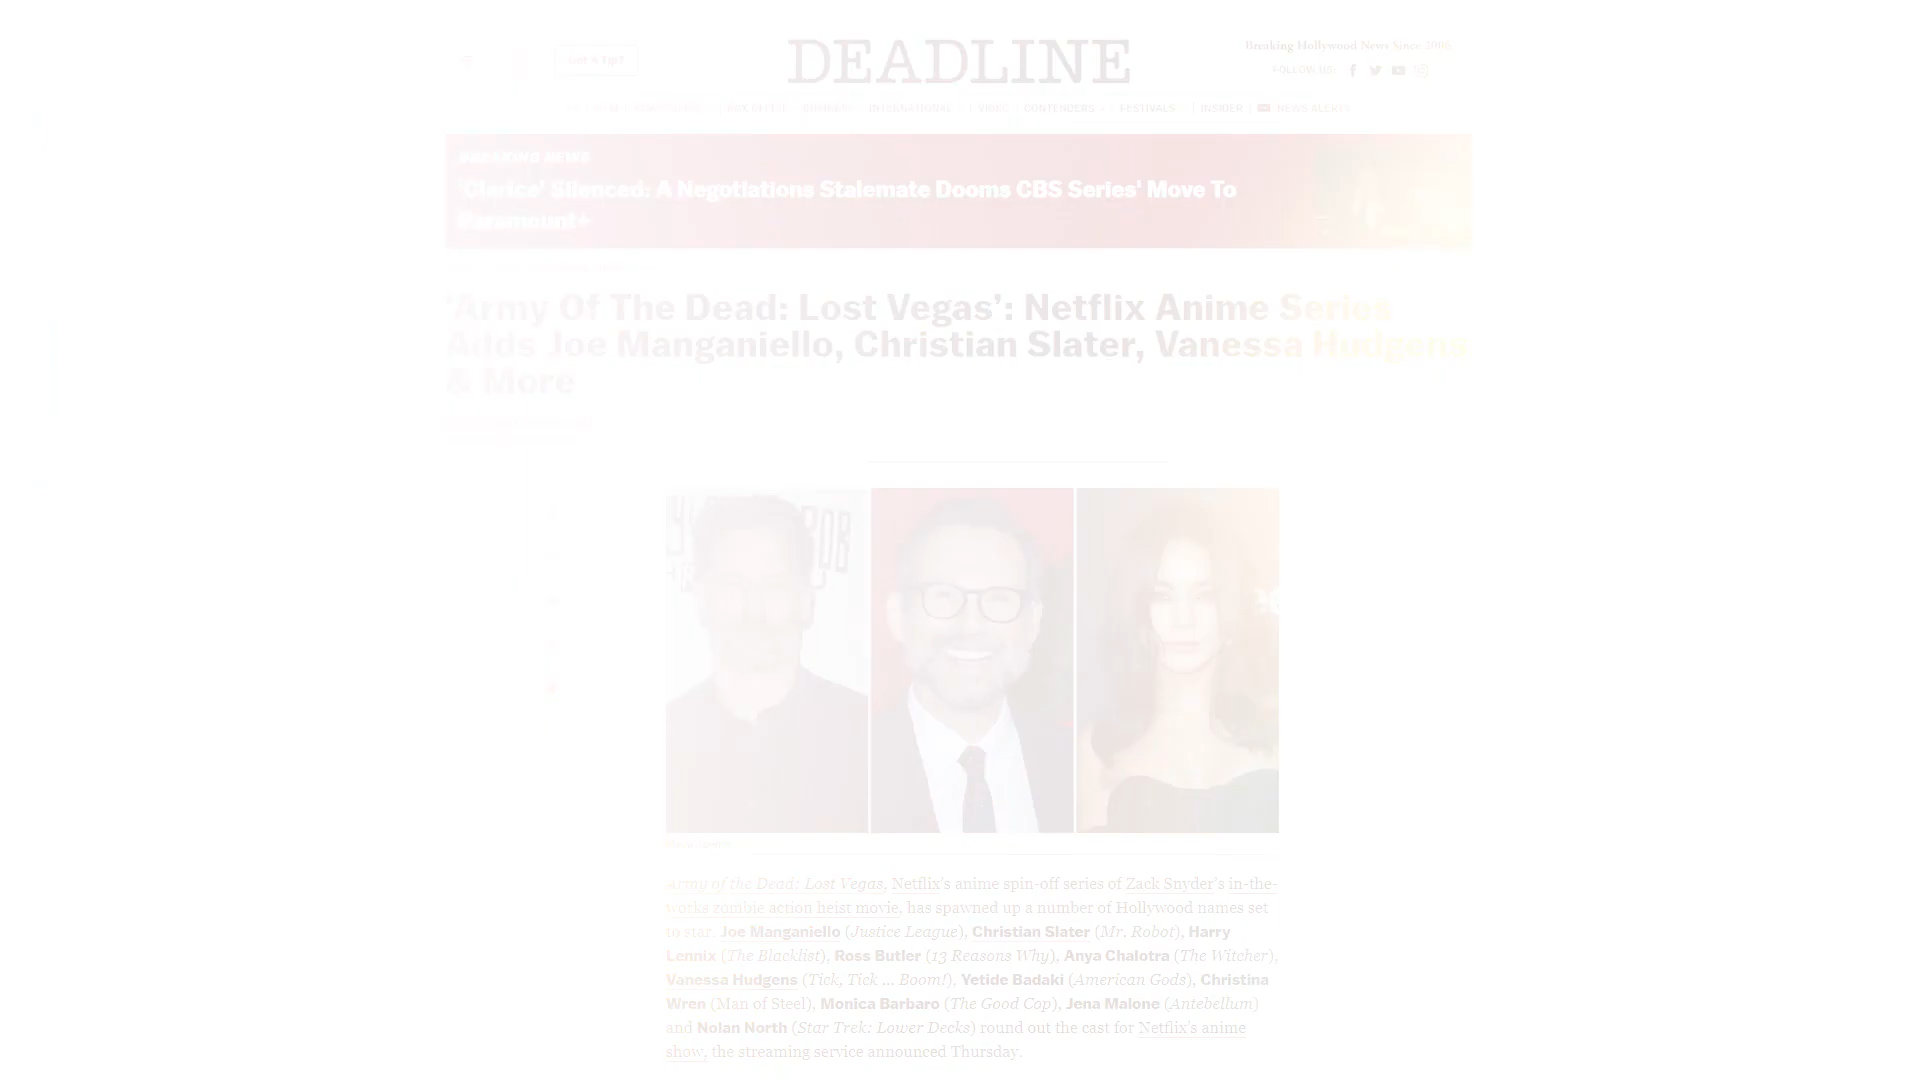 Got A Tip?
DEADLINE
Breaking Hollywood News Since 2006
FOLLOW US:
BOX OFFICE
BUSINESS
INTERNATIONAL
VIDEO
CONTENDERS
FESTIVALS
INSIDER
NEWS ALERTS
BREAKING NEWS
'Clarice' Silenced: A Negotiations Stalemate Dooms CBS Series' Move To
Paramount+
'Army Of The Dead: Lost Vegas': Netflix Anime Series
Adds Joe Manganiello, Christian Slater, Vanessa Hudgens
& More
Army of the Dead: Lost Vegas, Netflix's anime spin-off series of Zack Snyder's in-the-
works zombie action heist movie, has spawned up a number of Hollywood names set
to star. Joe Manganiello (Justice League), Christian Slater (Mr. Robot), Harry
Lennix (The Blacklist), Ross Butler (13 Reasons Why), Anya Chalotra (The Witcher),
Vanessa Hudgens (Tick, Tick ... Boom!), Yetide Badaki (American Gods), Christina
Wren (Man of Steel), Monica Barbaro (The Good Cop), Jena Malone (Antebellum)
and Nolan North (Star Trek: Lower Decks) round out the cast for Netflix's anime
show, the streaming service announced Thursday.